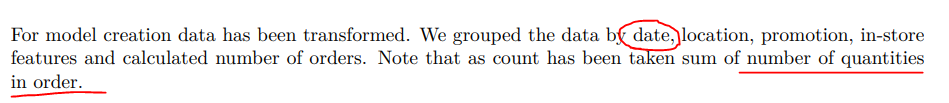 For model creation data has been transformed. We grouped the data by date, location, promotion, in-store
features and calculated number of orders. Note that as count has been taken sum of number of quantities
in order.